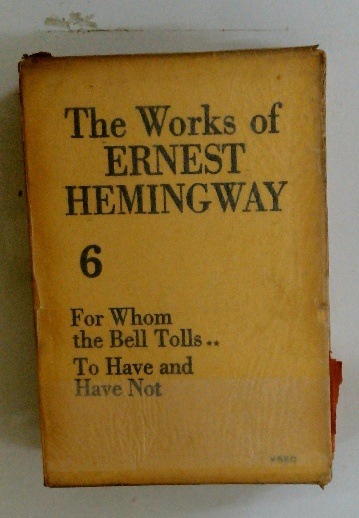 The Works of
ERNEST
HEMINGWAY
6
For Whom
the Bell Tolls..
To Have and
Have Not